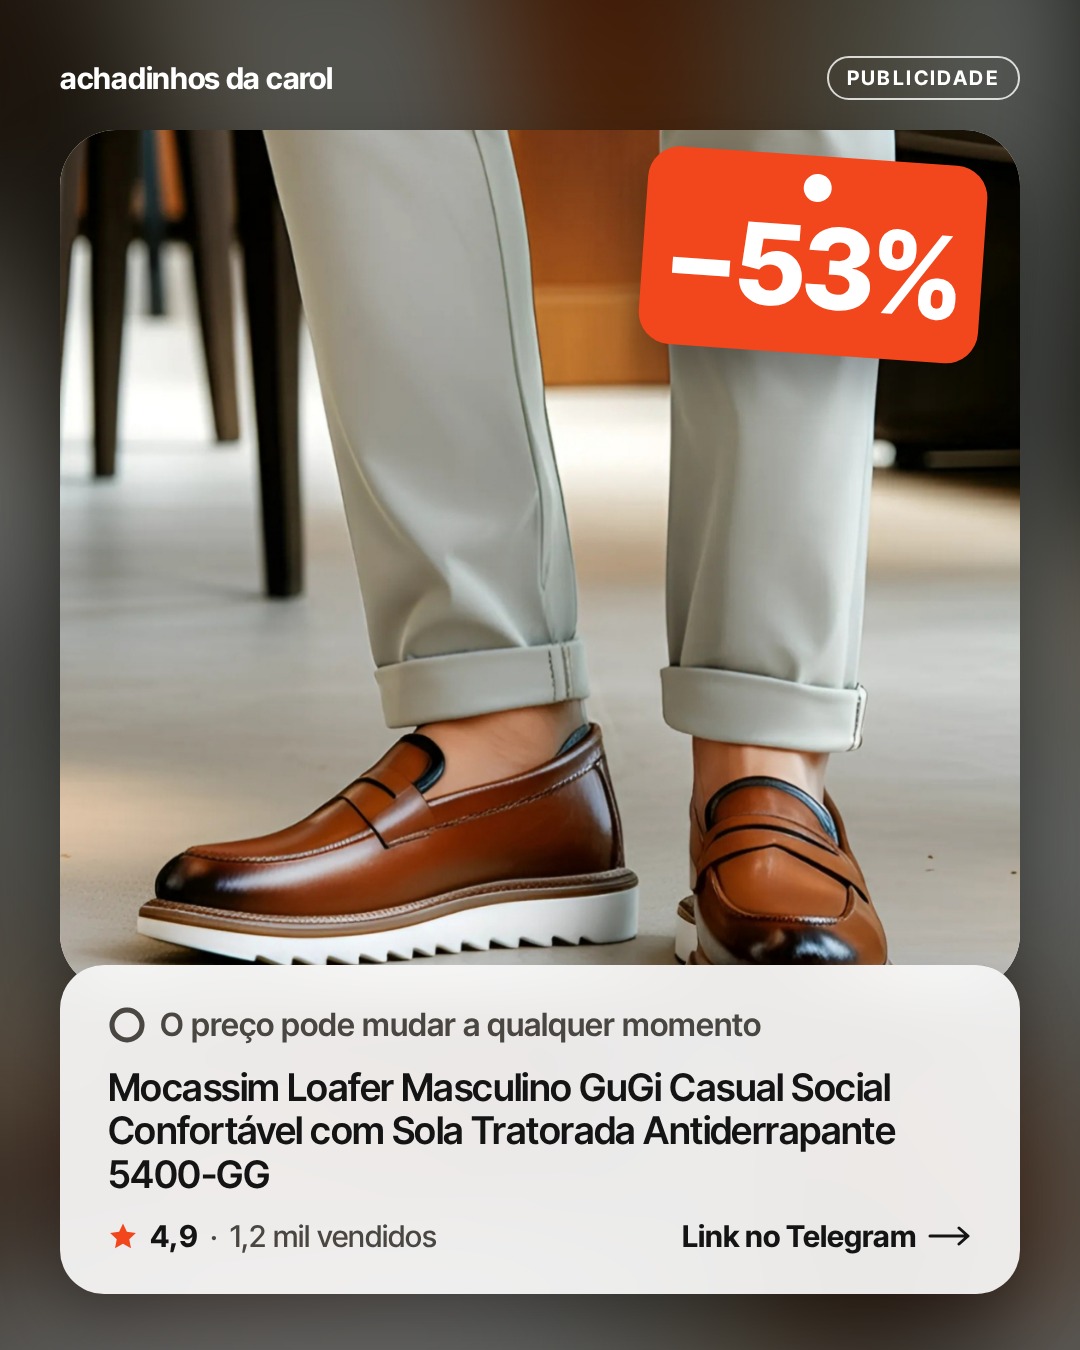 achadinhos da carol
PUBLICIDADE
–53%
O preço pode mudar a qualquer momento
Mocassim Loafer Masculino GuGi Casual Social
Confortável com Sola Tratorada Antiderrapante
5400-GG
4,9 · 1,2 mil vendidos
Link no Telegram →